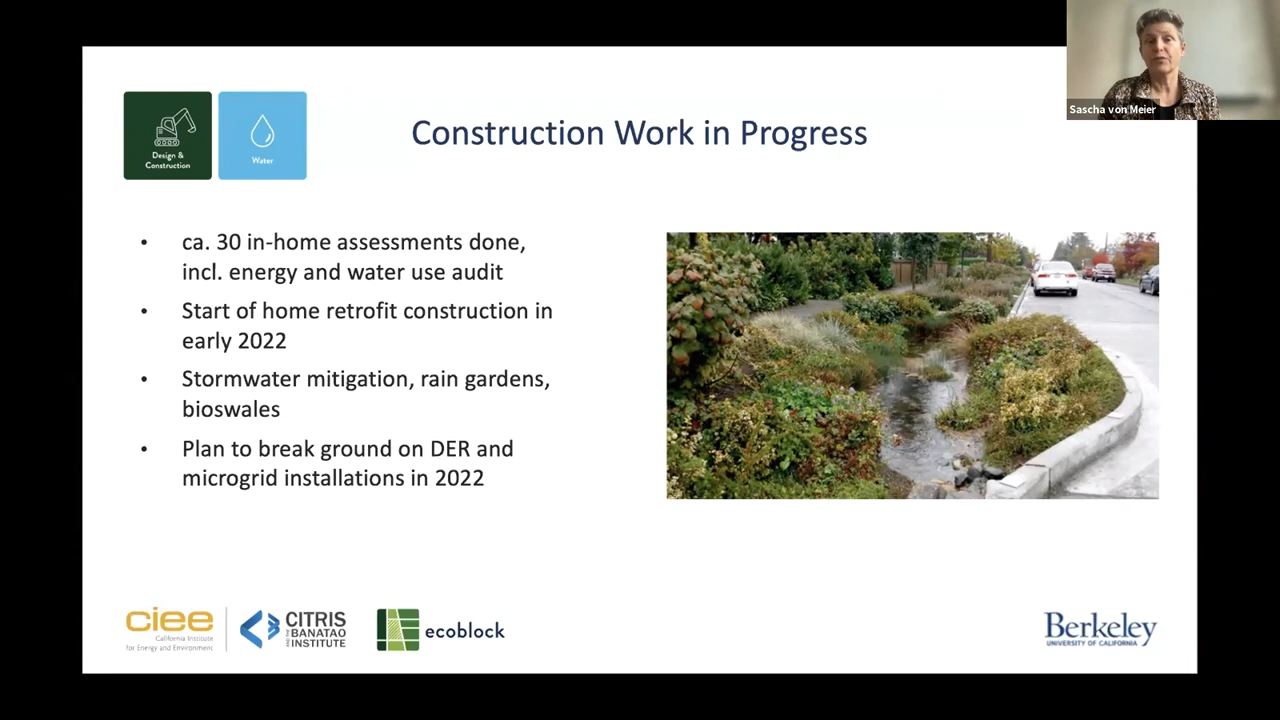 Sascha von Meier
Design &
Construction
Water
Construction Work in Progress
• ca. 30 in-home assessments done,
incl. energy and water use audit
• Start of home retrofit construction in
early 2022
• Stormwater mitigation, rain gardens,
bioswales
• Plan to break ground on DER and
microgrid installations in 2022
ciee
California Institute
for Energy and Environment
CITRIS
AND THE
BANATAO
INSTITUTE
ecoblock
Berkeley
UNIVERSITY OF CALIFORNIA